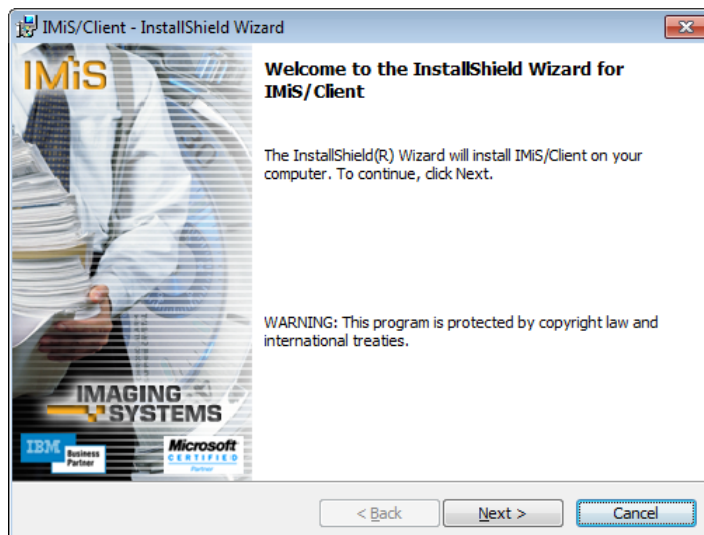 IMiS/Client - InstallShield Wizard
IMiS
Welcome to the InstallShield Wizard for
IMiS/Client
The InstallShield(R) Wizard will install IMiS/Client on your
computer. To continue, click Next.
WARNING: This program is protected by copyright law and
international treaties.
IMAGING
SYSTEMS
IBM Business
Partner
Microsoft
CERTIFIED
Partner
< Back
Next >
Cancel